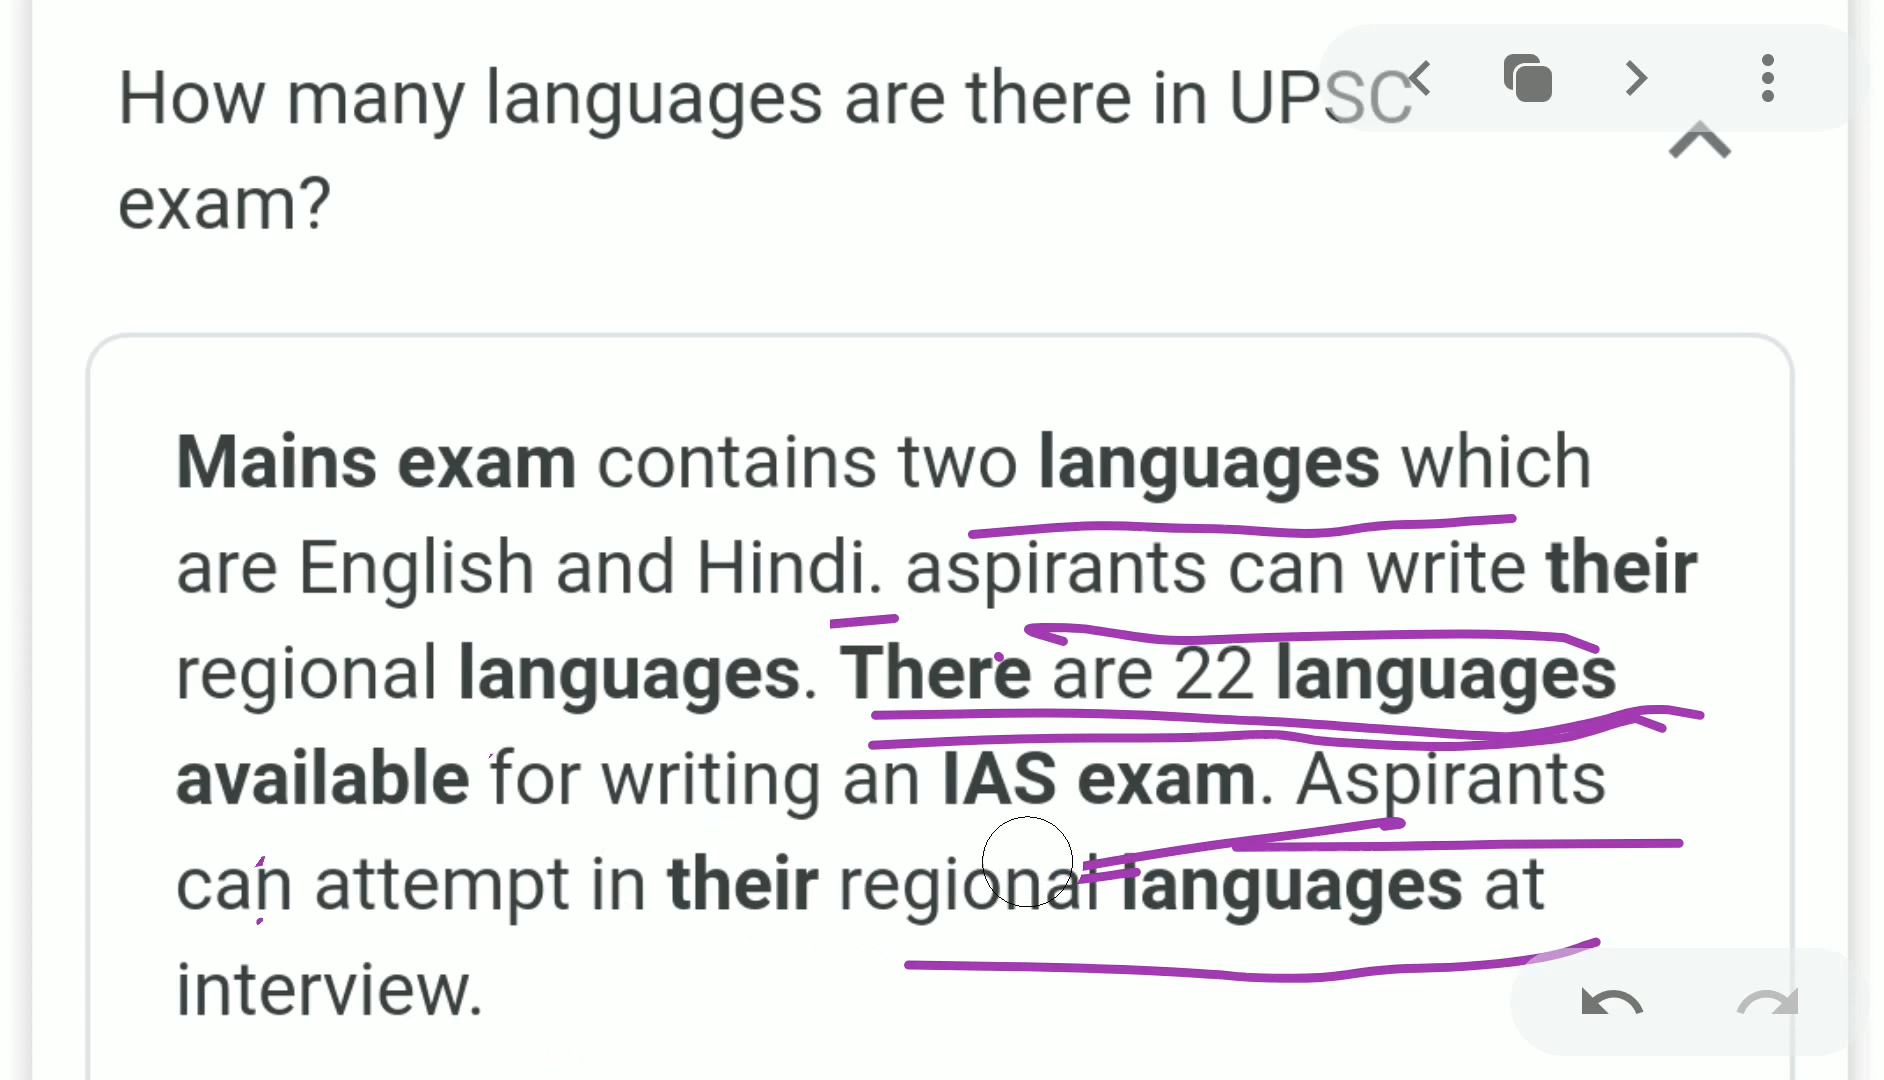 How many languages are there in UPSC
exam?
Mains exam contains two languages which
are English and Hindi. aspirants can write their
regional languages. There are 22 languages
available for writing an IAS exam. Aspirants
can attempt in their regional languages at
interview.